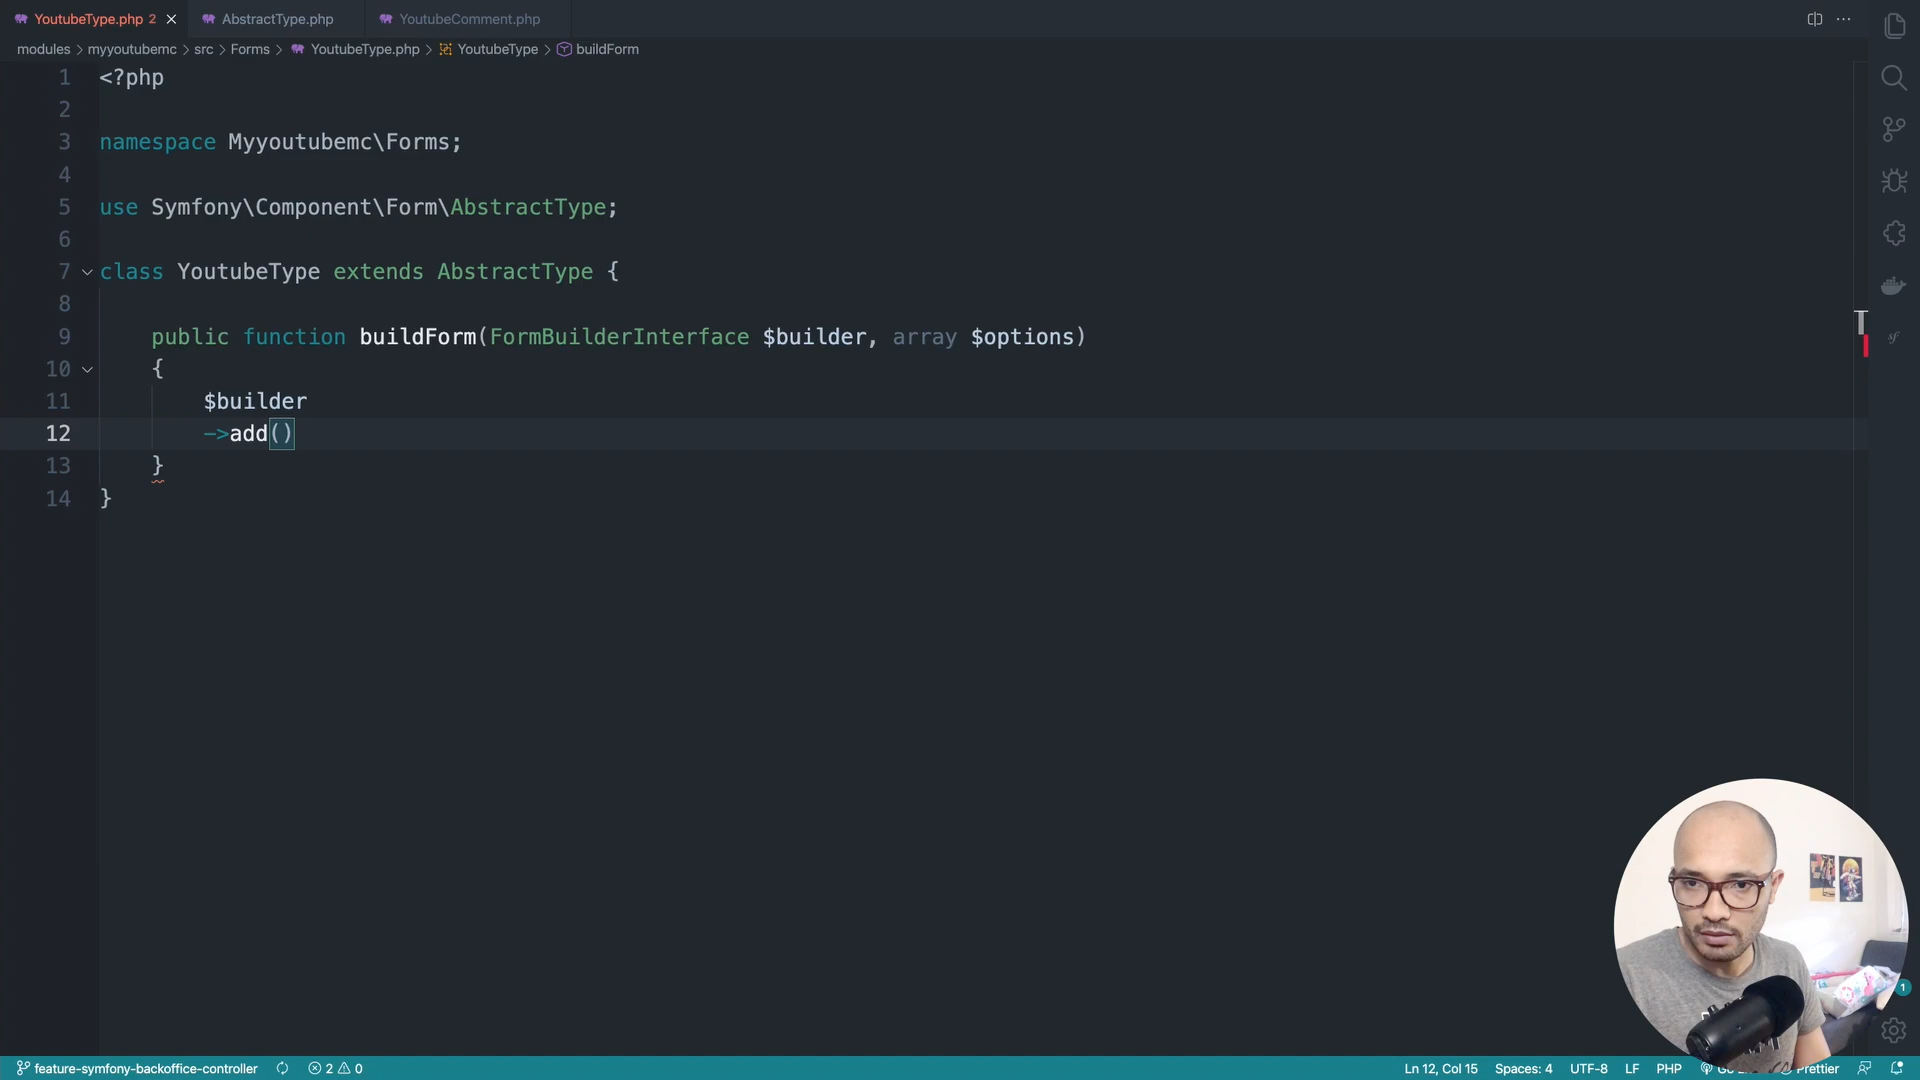 YoutubeType.php 2 AbstractType.php YoutubeComment.php
modules > myyoutubemc > src > Forms > YoutubeType.php > YoutubeType > buildForm
1 <?php
2
3 namespace Myyoutubemc\Forms;
4
5 use Symfony\Component\Form\AbstractType;
6
7 class YoutubeType extends AbstractType {
8
9 public function buildForm(FormBuilderInterface $builder, array $options)
10 {
11 $builder
12 ->add()
13 }
14 }
sf
1
feature-symfony-backoffice-controller 2 0 Ln 12, Col 15 Spaces: 4 UTF-8 LF PHP Prettier